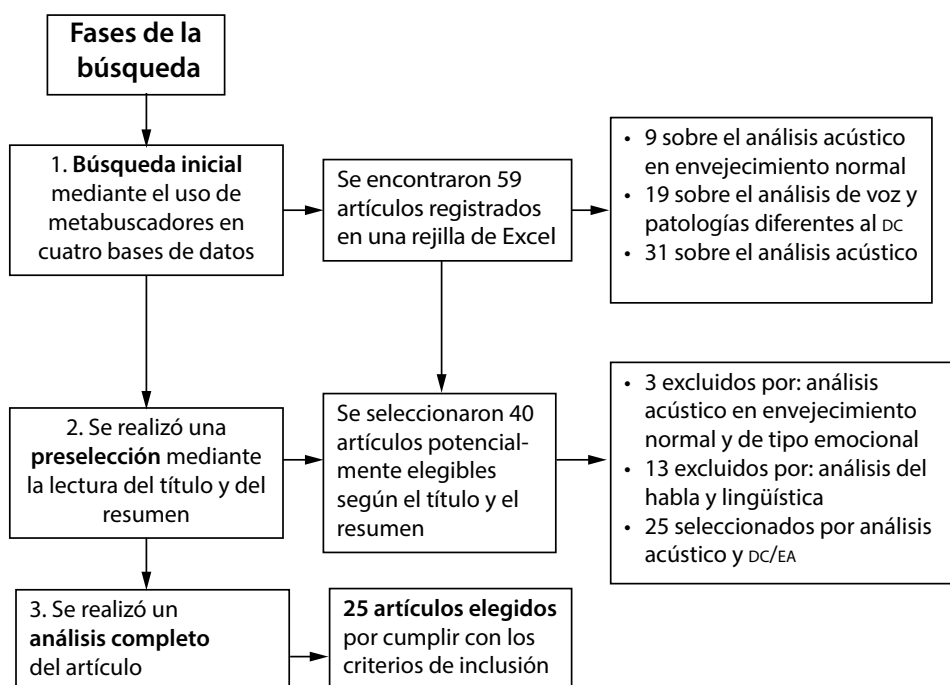 Fases de la
búsqueda
1. Búsqueda inicial
mediante el uso de
metabuscadores en
cuatro bases de datos
Se encontraron 59
artículos registrados
en una rejilla de Excel
• 9 sobre el análisis acústico
en envejecimiento normal
• 19 sobre el análisis de voz y
patologías diferentes al DC
• 31 sobre el análisis acústico
2. Se realizó una
preselección mediante
la lectura del título y del
resumen
Se seleccionaron 40
artículos potencial-
mente elegibles
según el título y el
resumen
• 3 excluidos por: análisis
acústico en envejecimiento
normal y de tipo emocional
• 13 excluidos por: análisis del
habla y lingüística
• 25 seleccionados por análisis
acústico y DC/EA
3. Se realizó un
análisis completo
del artículo
25 artículos elegidos
por cumplir con los
criterios de inclusión